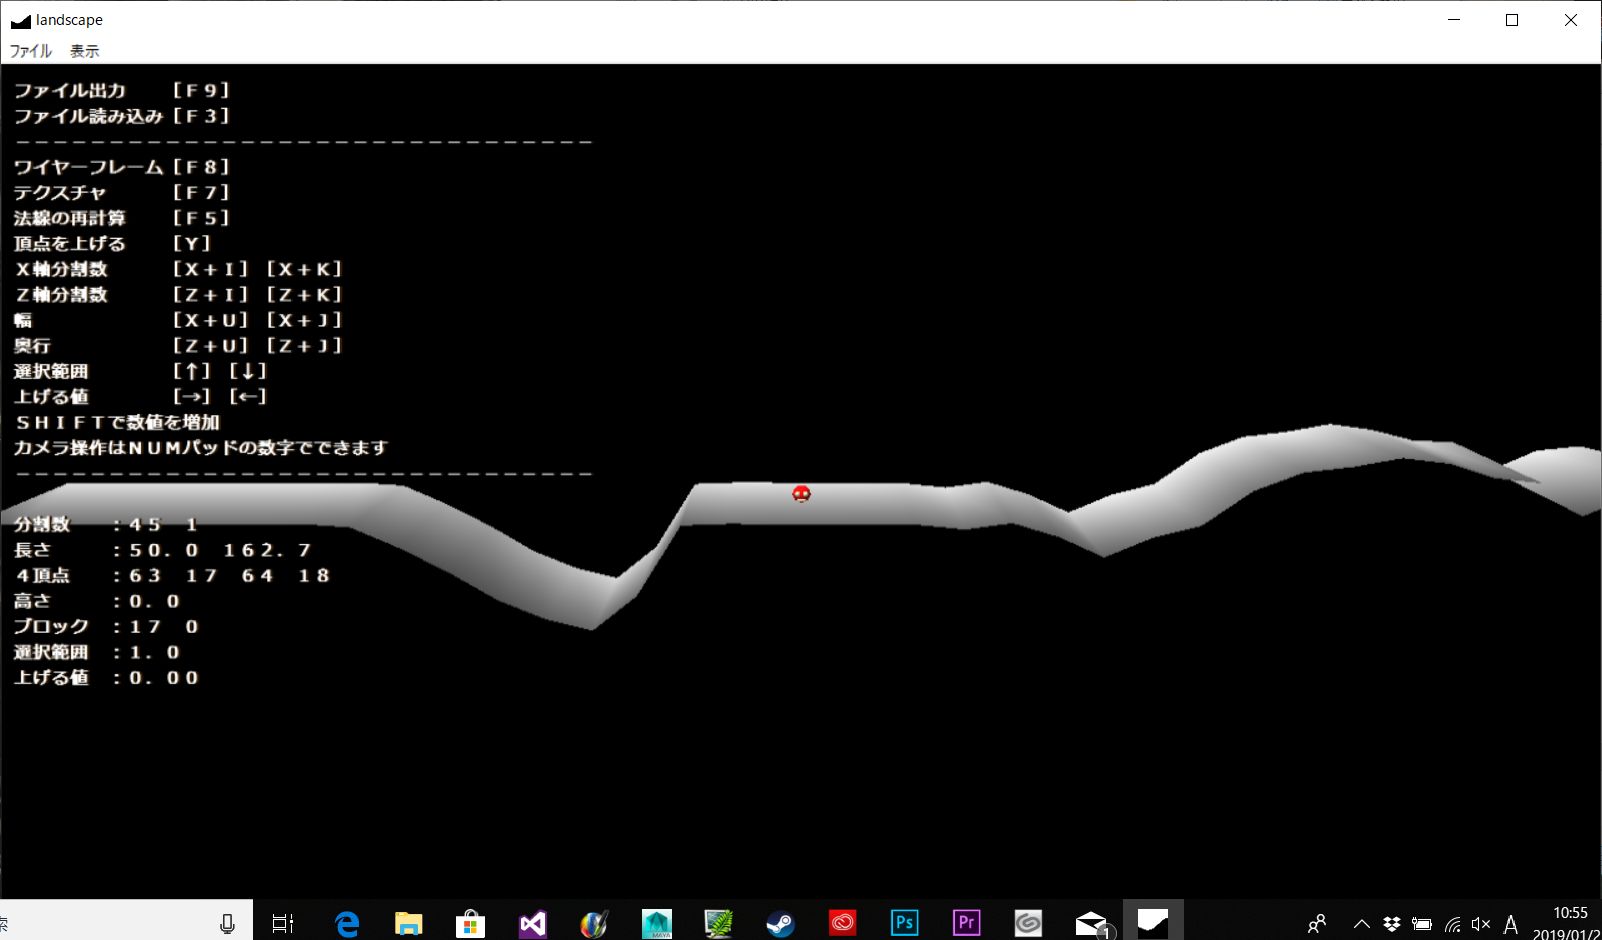 landscape
ファイル 表示
ファイル出力 [F9]
ファイル読み込み [F3]
-------------------------------
ワイヤーフレーム [F8]
テクスチャ [F7]
法線の再計算 [F5]
頂点を上げる [Y]
X軸分割数 [X+I] [X+K]
Z軸分割数 [Z+I] [Z+K]
幅 [X+U] [X+J]
奥行 [Z+U] [Z+J]
選択範囲 [↑] [↓]
上げる値 [→] [←]
SHIFTで数値を増加
カメラ操作はNUMパッドの数字でできます
-------------------------------
分割数 :45 1
長さ :50.0 162.7
4頂点 :63 17 64 18
高さ :0.0
ブロック :17 0
選択範囲 :1.0
上げる値 :0.00
索
MAYA
Ps
Pr
1
A
10:55
2019/01/2